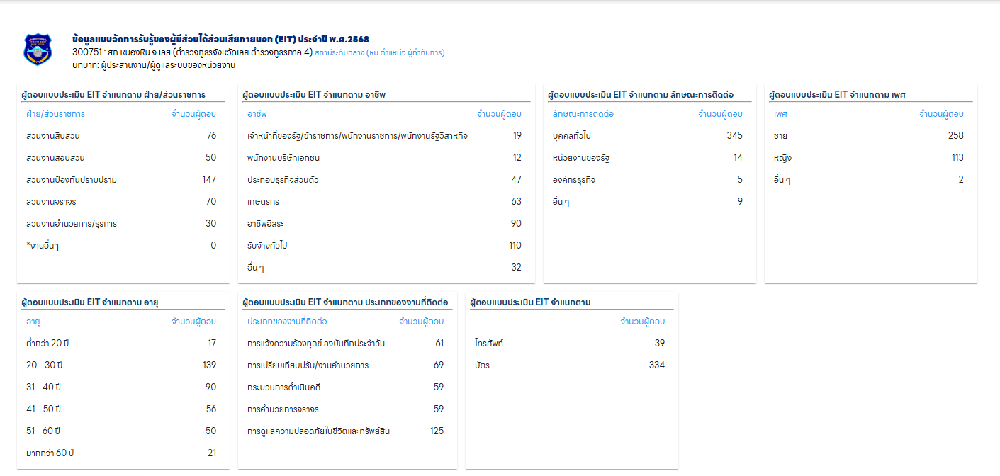 ข้อมูลแบบวัดการรับรู้ของผู้มีส่วนได้ส่วนเสียภายนอก (EIT) ประจำปี พ.ศ.2568
300751 : สภ.หนองหิน จ.เลย (ตำรวจภูธรจังหวัดเลย ตำรวจภูธรภาค 4) สถานีระดับกลาง (หน.ตำแหน่ง ผู้กำกับการ)
บทบาท: ผู้ประสานงาน/ผู้ดูแลระบบของหน่วยงาน
ผู้ตอบแบบประเมิน EIT จำแนกตาม ฝ่าย/ส่วนราชการ
ฝ่าย/ส่วนราชการ จำนวนผู้ตอบ
ส่วนงานสืบสวน 76
ส่วนงานสอบสวน 50
ส่วนงานป้องกันปราบปราม 147
ส่วนงานจราจร 70
ส่วนงานอำนวยการ/ธุรการ 30
*งานอื่นๆ 0
ผู้ตอบแบบประเมิน EIT จำแนกตาม อาชีพ
อาชีพ จำนวนผู้ตอบ
เจ้าหน้าที่ของรัฐ/ข้าราชการ/พนักงานราชการ/พนักงานรัฐวิสาหกิจ 19
พนักงานบริษัทเอกชน 12
ประกอบธุรกิจส่วนตัว 47
เกษตรกร 63
อาชีพอิสระ 90
รับจ้างทั่วไป 110
อื่น ๆ 32
ผู้ตอบแบบประเมิน EIT จำแนกตาม ลักษณะการติดต่อ
ลักษณะการติดต่อ จำนวนผู้ตอบ
บุคคลทั่วไป 345
หน่วยงานของรัฐ 14
องค์กรธุรกิจ 5
อื่น ๆ 9
ผู้ตอบแบบประเมิน EIT จำแนกตาม เพศ
เพศ จำนวนผู้ตอบ
ชาย 258
หญิง 113
อื่น ๆ 2
ผู้ตอบแบบประเมิน EIT จำแนกตาม อายุ
อายุ จำนวนผู้ตอบ
ต่ำกว่า 20 ปี 17
20 - 30 ปี 139
31 - 40 ปี 90
41 - 50 ปี 56
51 - 60 ปี 50
มากกว่า 60 ปี 21
ผู้ตอบแบบประเมิน EIT จำแนกตาม ประเภทของงานที่ติดต่อ
ประเภทของงานที่ติดต่อ จำนวนผู้ตอบ
การแจ้งความร้องทุกข์ ลงบันทึกประจำวัน 61
การเปรียบเทียบปรับ/งานอำนวยการ 69
กระบวนการดำเนินคดี 59
การอำนวยการจราจร 59
การดูแลความปลอดภัยในชีวิตและทรัพย์สิน 125
ผู้ตอบแบบประเมิน EIT จำแนกตาม
จำนวนผู้ตอบ
โทรศัพท์ 39
บัตร 334